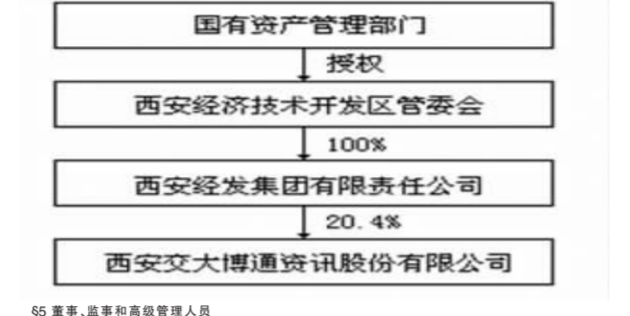 国有资产管理部门
授权
西安经济技术开发区管委会
100%
西安经发集团有限责任公司
20.4%
西安交大博通资讯股份有限公司
§5 董事、监事和高级管理人员